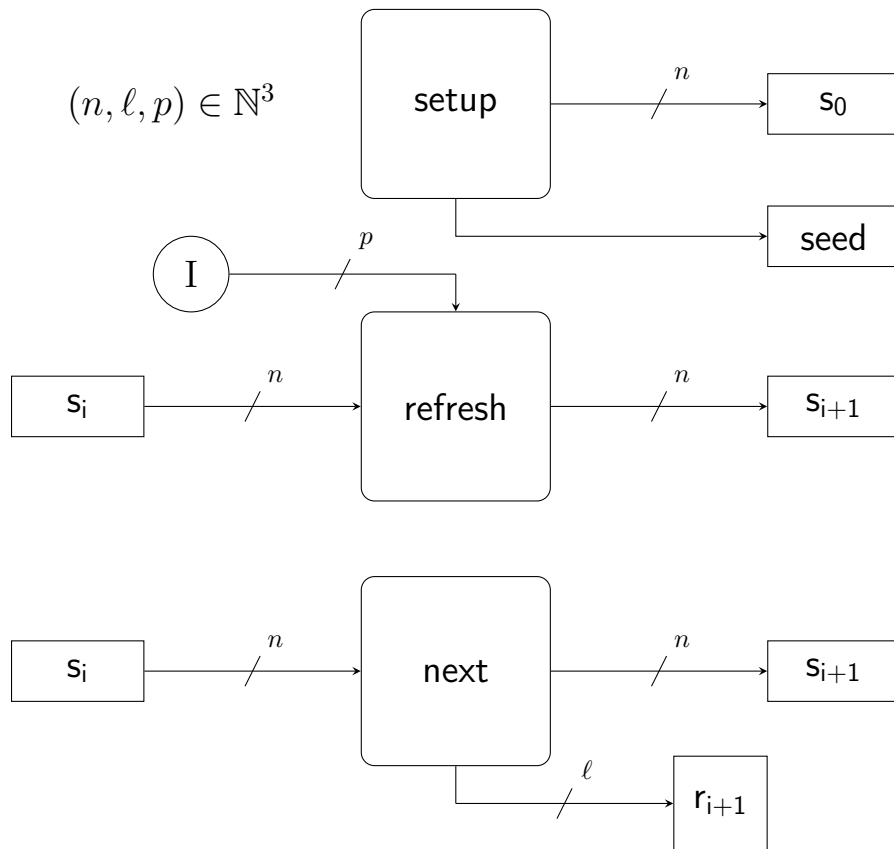 (n, ℓ, p) ∈ ℕ³
setup
n
s₀
seed
I
p
sᵢ
n
refresh
n
sᵢ₊₁
sᵢ
n
next
n
sᵢ₊₁
ℓ
rᵢ₊₁